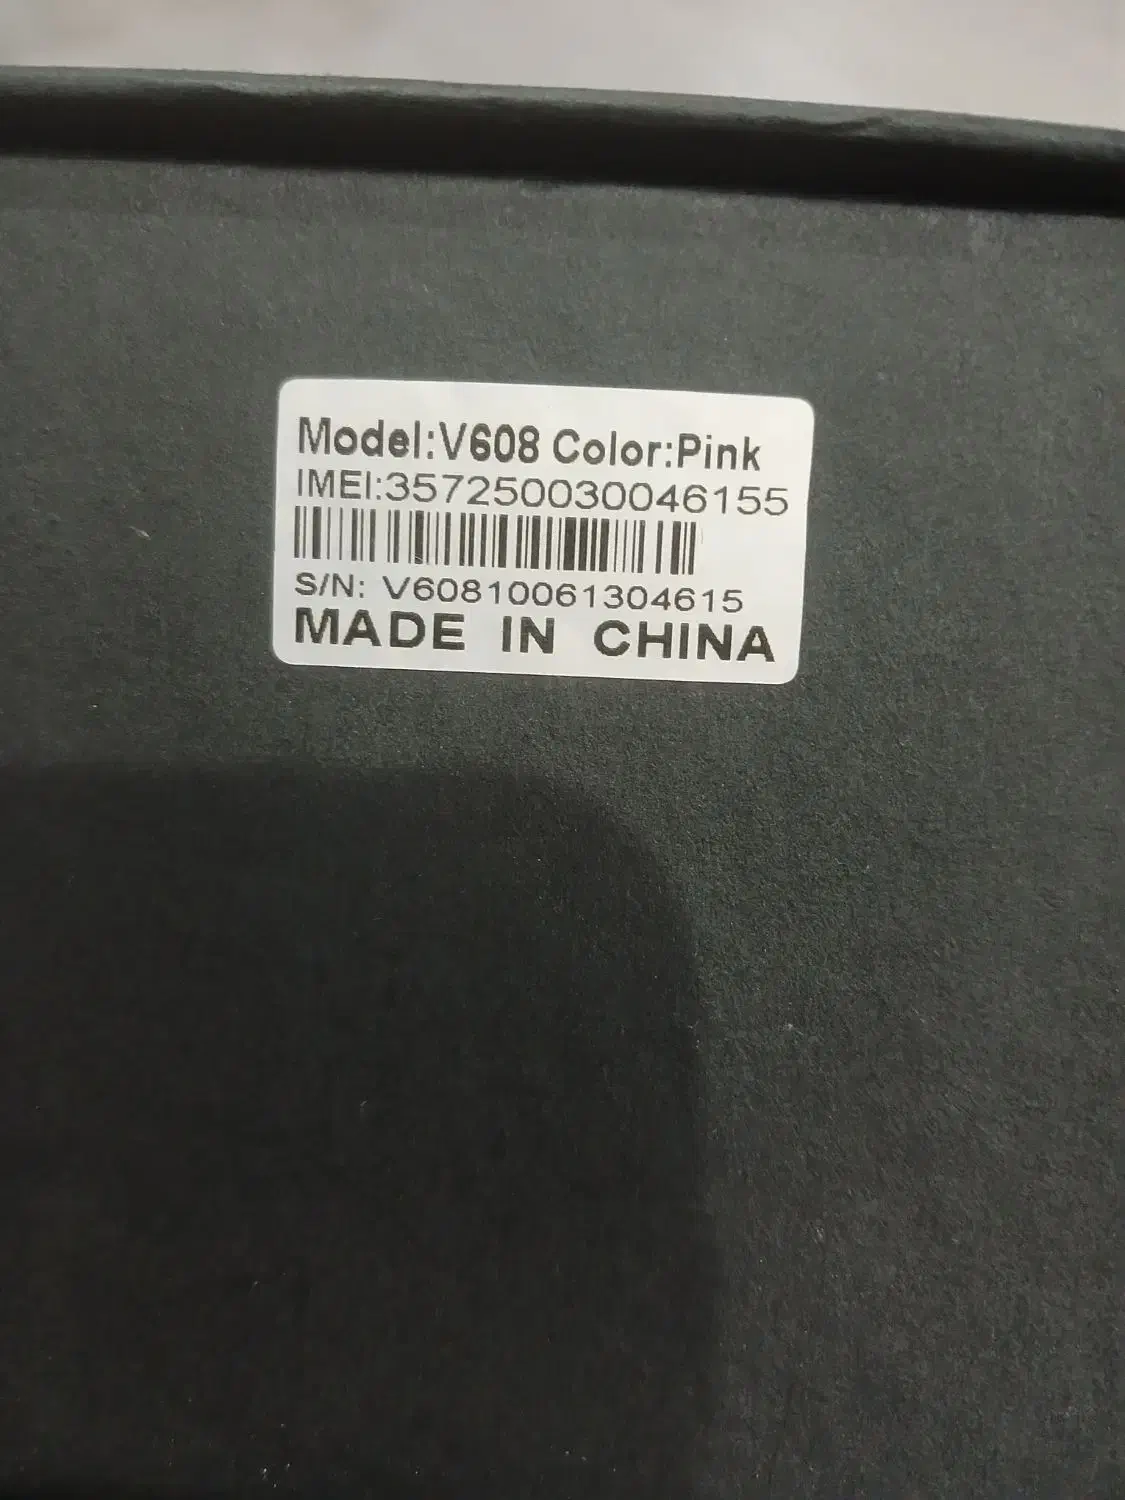 Model:V608 Color:Pink
IMEI:357250030046155
S/N: V60810061304615
MADE IN CHINA